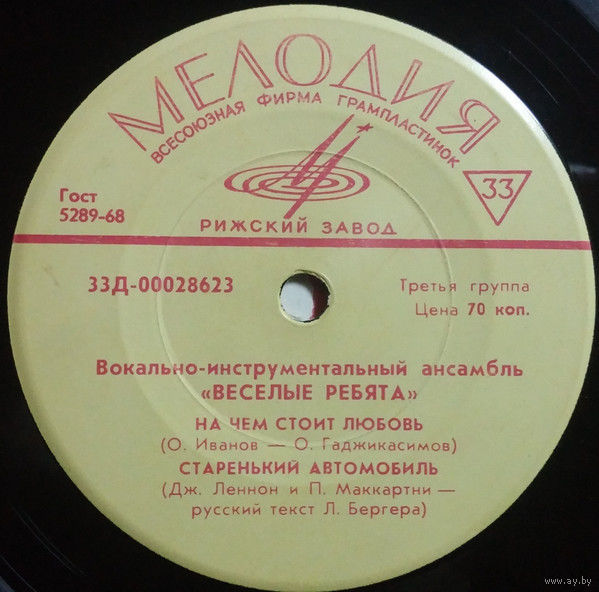 МЕЛОДИЯ
ВСЕСОЮЗНАЯ ФИРМА ГРАМПЛАСТИНОК
33
Гост
5289-68
РИЖСКИЙ ЗАВОД
33Д-00028623
Третья группа
Цена 70 коп.
Вокально-инструментальный ансамбль
«ВЕСЕЛЫЕ РЕБЯТА»
НА ЧЕМ СТОИТ ЛЮБОВЬ
(О. Иванов — О. Гаджикасимов)
СТАРЕНЬКИЙ АВТОМОБИЛЬ
(Дж. Леннон и П. Маккартни —
русский текст Л. Бергера)
www.ay.by